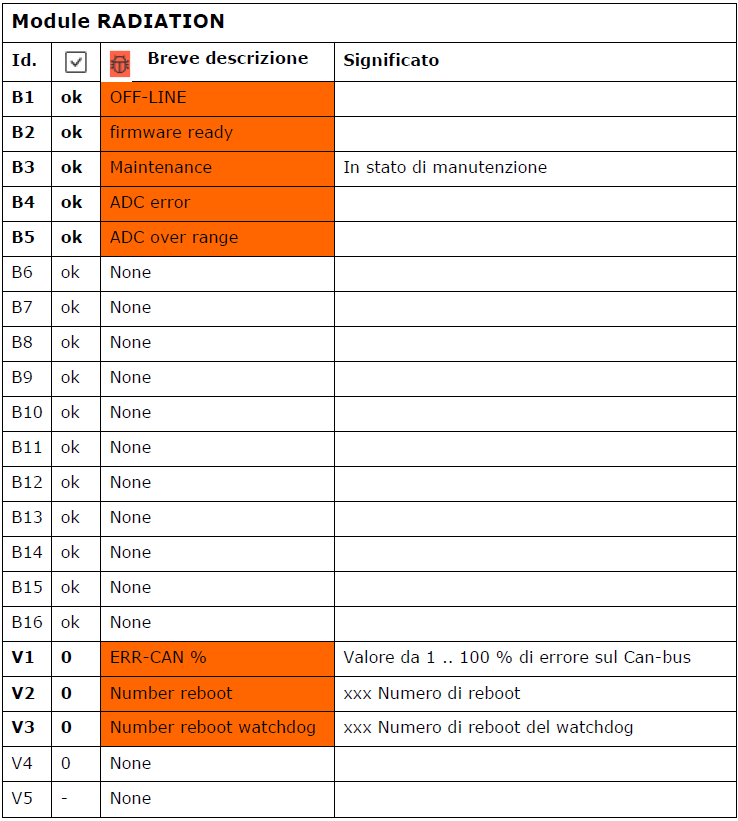 Module RADIATION
Id. Breve descrizione Significato
B1 ok OFF-LINE
B2 ok firmware ready
B3 ok Maintenance In stato di manutenzione
B4 ok ADC error
B5 ok ADC over range
B6 ok None
B7 ok None
B8 ok None
B9 ok None
B10 ok None
B11 ok None
B12 ok None
B13 ok None
B14 ok None
B15 ok None
B16 ok None
V1 0 ERR-CAN % Valore da 1 .. 100 % di errore sul Can-bus
V2 0 Number reboot xxx Numero di reboot
V3 0 Number reboot watchdog xxx Numero di reboot del watchdog
V4 0 None
V5 - None